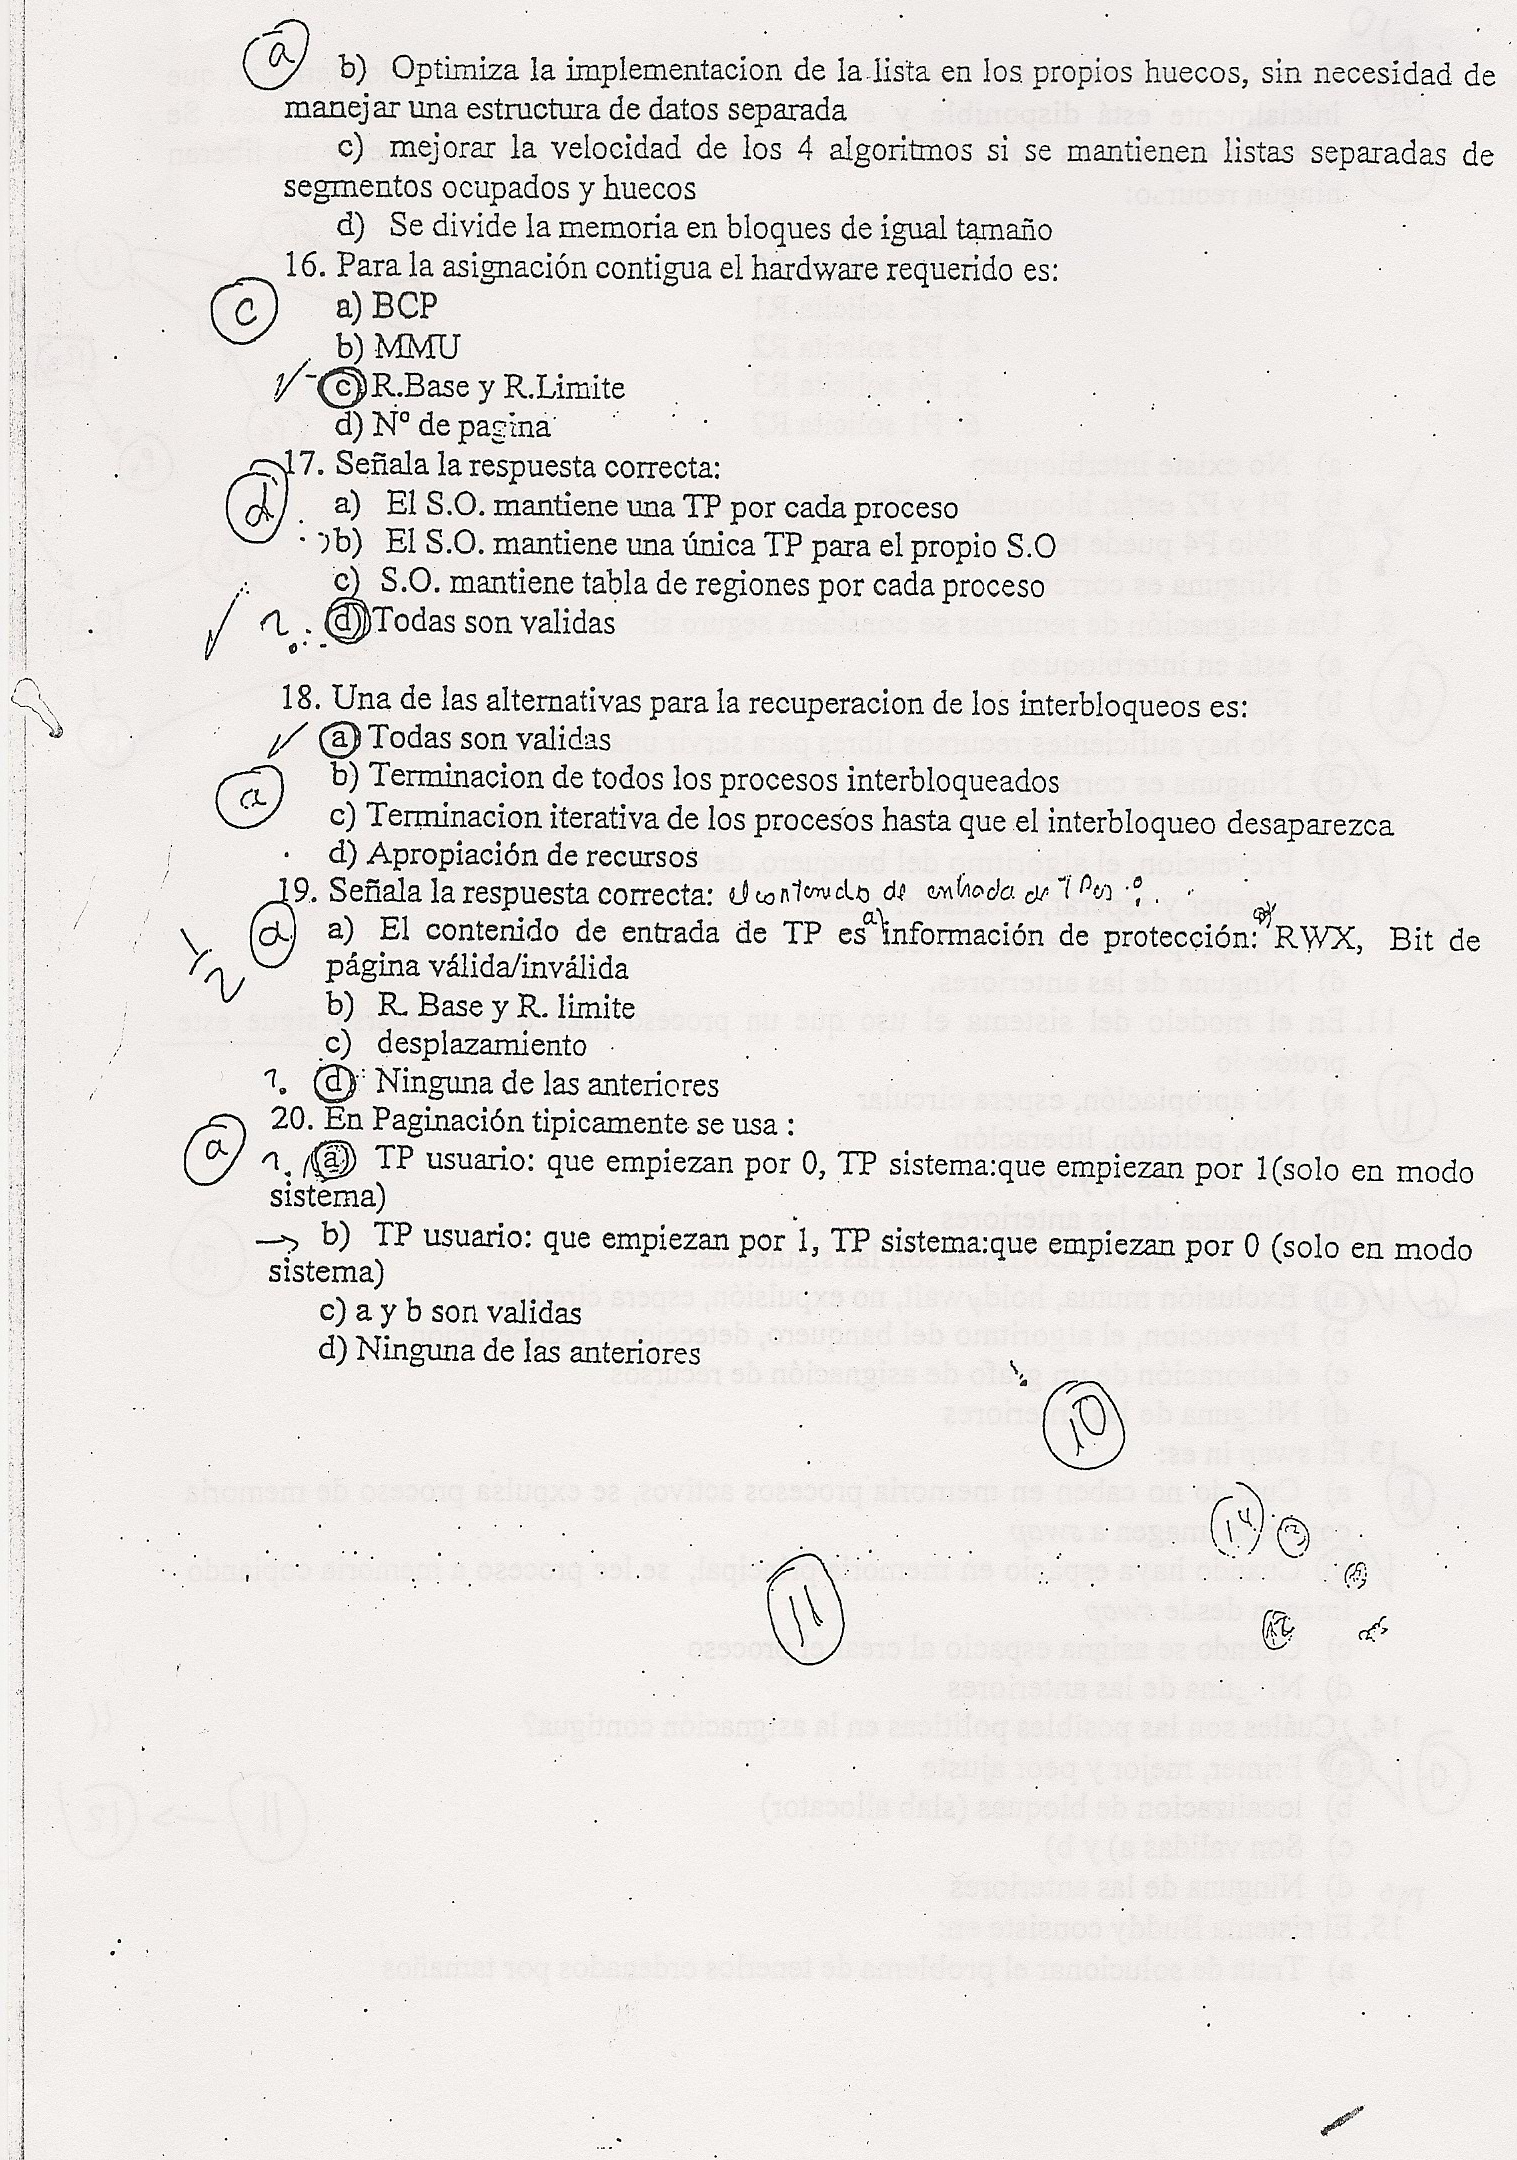 a
b) Optimiza la implementacion de la lista en los propios huecos, sin necesidad de
manejar una estructura de datos separada
c) mejorar la velocidad de los 4 algoritmos si se mantienen listas separadas de
segmentos ocupados y huecos
d) Se divide la memoria en bloques de igual tamaño
16. Para la asignación contigua el hardware requerido es:
c
a) BCP
b) MMU
c) R.Base y R.Limite
d) Nº de pagina
17. Señala la respuesta correcta:
d
a) El S.O. mantiene una TP por cada proceso
b) El S.O. mantiene una única TP para el propio S.O
c) S.O. mantiene tabla de regiones por cada proceso
d) Todas son validas
18. Una de las alternativas para la recuperacion de los interbloqueos es:
a) Todas son validas
a
b) Terminacion de todos los procesos interbloqueados
c) Terminacion iterativa de los procesos hasta que el interbloqueo desaparezca
d) Apropiación de recursos
19. Señala la respuesta correcta: El contenido de entrada de TP es:
1/2 d
a) El contenido de entrada de TP es a) información de protección: RWX, Bit de
página válida/inválida
b) R. Base y R. limite
c) desplazamiento
?. d) Ninguna de las anteriores
20. En Paginación tipicamente se usa :
a
?. a) TP usuario: que empiezan por 0, TP sistema:que empiezan por 1(solo en modo
sistema)
→ b) TP usuario: que empiezan por 1, TP sistema:que empiezan por 0 (solo en modo
sistema)
c) a y b son validas
d) Ninguna de las anteriores
10
14
11
12